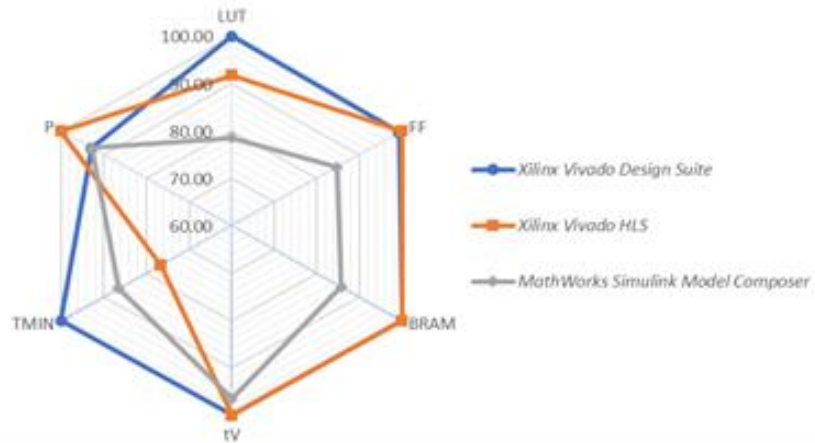 LUT
100.00
90.00
80.00
70.00
60.00
P
FF
TMIN
BRAM
tV
Xilinx Vivado Design Suite
Xilinx Vivado HLS
MathWorks Simulink Model Composer